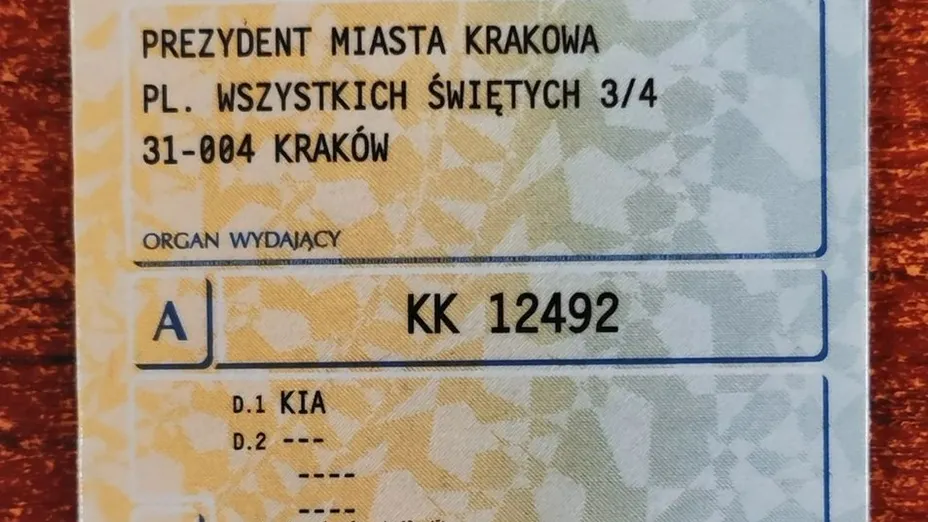 PREZYDENT MIASTA KRAKOWA
PL. WSZYSTKICH ŚWIĘTYCH 3/4
31-004 KRAKÓW
ORGAN WYDAJĄCY
A KK 12492
D.1 KIA
D.2 ---
----
----